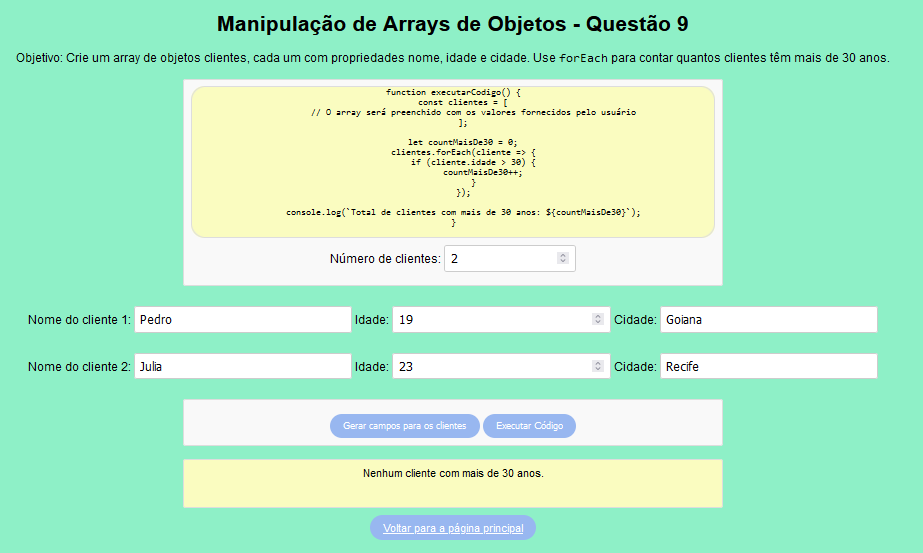 Manipulação de Arrays de Objetos - Questão 9
Objetivo: Crie um array de objetos clientes, cada um com propriedades nome, idade e cidade. Use forEach para contar quantos clientes têm mais de 30 anos.
function executarCodigo() {
const clientes = [
// O array será preenchido com os valores fornecidos pelo usuário
];
let countMaisDe30 = 0;
clientes.forEach(cliente => {
if (cliente.idade > 30) {
countMaisDe30++;
}
});
console.log(`Total de clientes com mais de 30 anos: ${countMaisDe30}`);
}
Número de clientes: 2
Nome do cliente 1: Pedro Idade: 19 Cidade: Goiana
Nome do cliente 2: Julia Idade: 23 Cidade: Recife
Gerar campos para os clientes Executar Código
Nenhum cliente com mais de 30 anos.
Voltar para a página principal